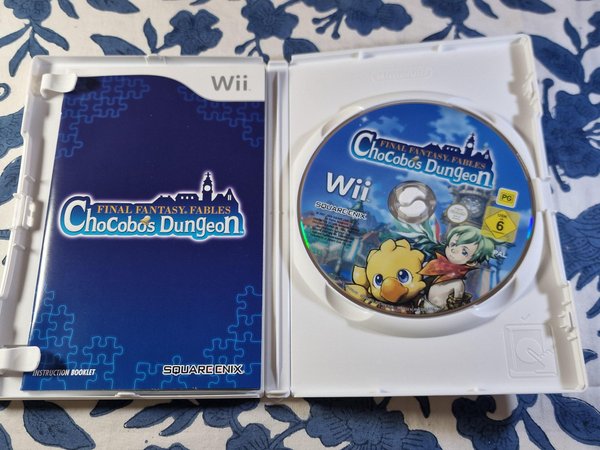 Wii
FINAL FANTASY FABLES
Chocobo's Dungeon
INSTRUCTION BOOKLET
SQUARE ENIX
FINAL FANTASY FABLES
Chocobo's Dungeon
Wii
PG
SQUARE ENIX
USK
6
PAL